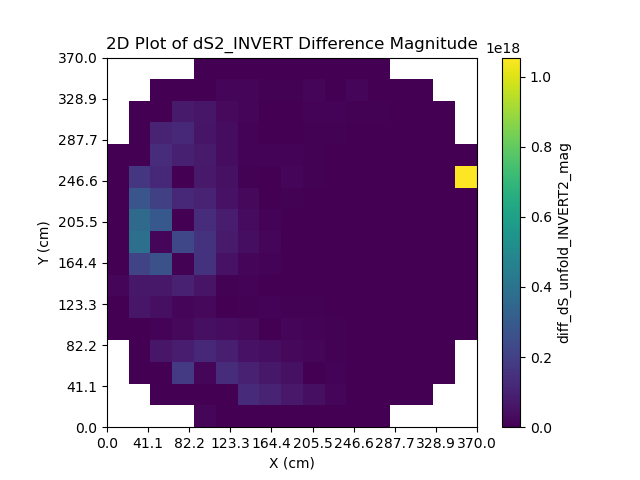 2D Plot of dS2_INVERT Difference Magnitude
1e18
370.0
328.9
287.7
246.6
205.5
164.4
123.3
82.2
41.1
0.0
Y (cm)
0.0 41.1 82.2 123.3 164.4 205.5 246.6 287.7 328.9 370.0
X (cm)
1.0
0.8
0.6
0.4
0.2
0.0
diff_dS_unfold_INVERT2_mag